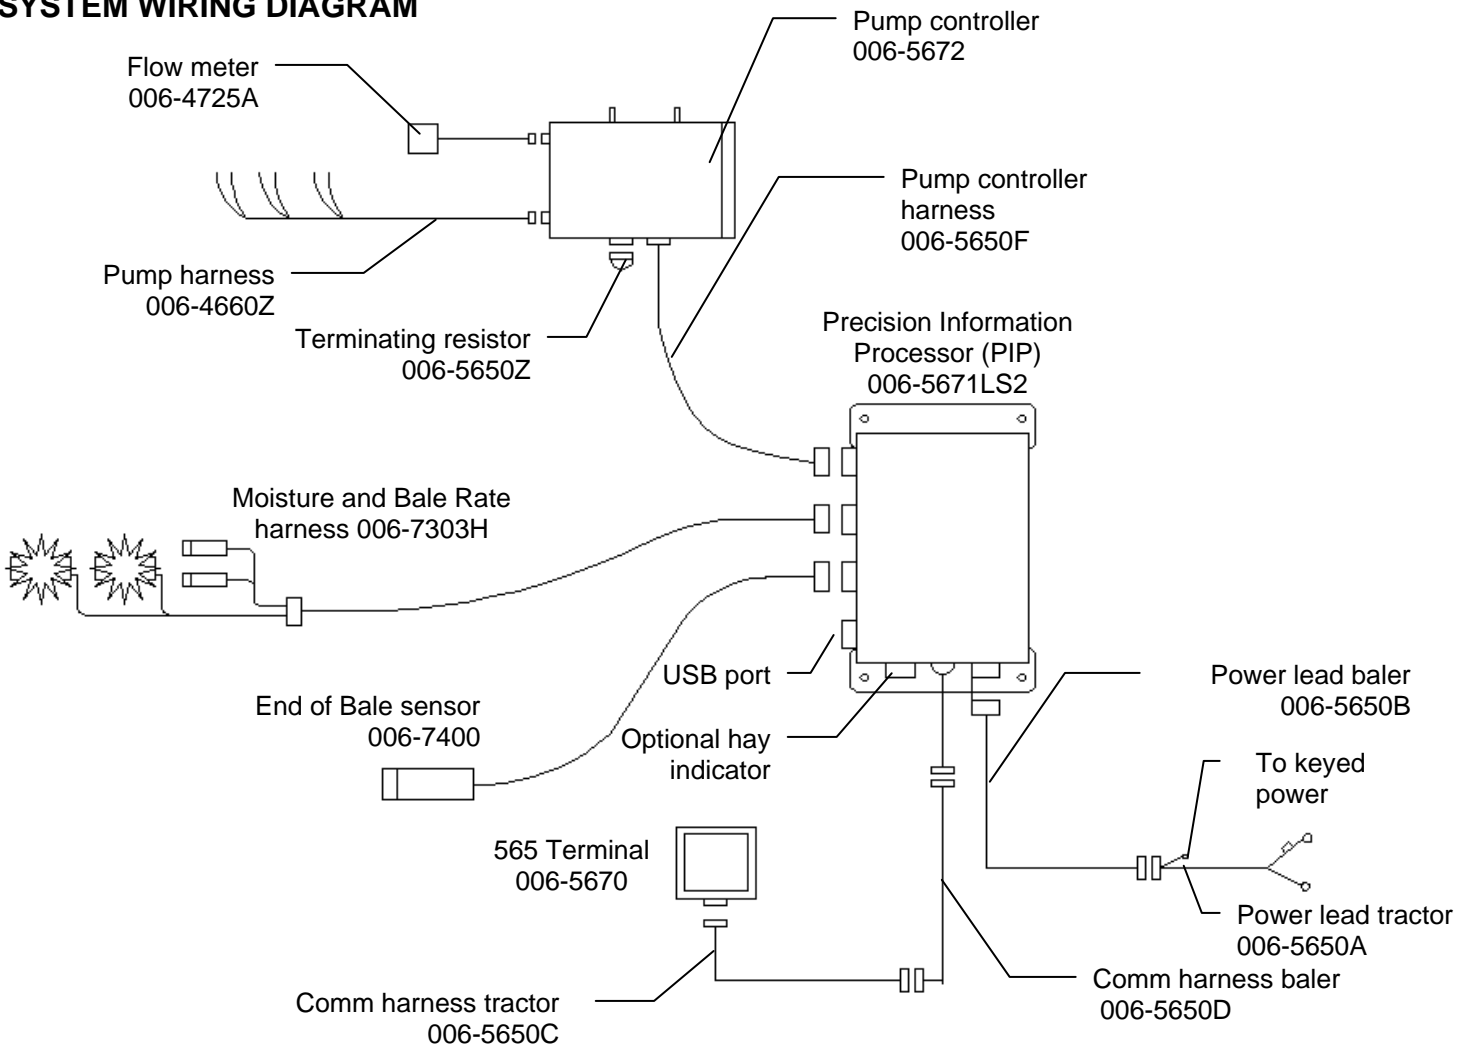 SYSTEM WIRING DIAGRAM
Pump controller
006-5672
Flow meter
006-4725A
Pump controller
harness
006-5650F
Pump harness
006-4660Z
Terminating resistor
006-5650Z
Precision Information
Processor (PIP)
006-5671LS2
Moisture and Bale Rate
harness 006-7303H
USB port
End of Bale sensor
006-7400
Optional hay
indicator
Power lead baler
006-5650B
To keyed
power
565 Terminal
006-5670
Power lead tractor
006-5650A
Comm harness baler
006-5650D
Comm harness tractor
006-5650C